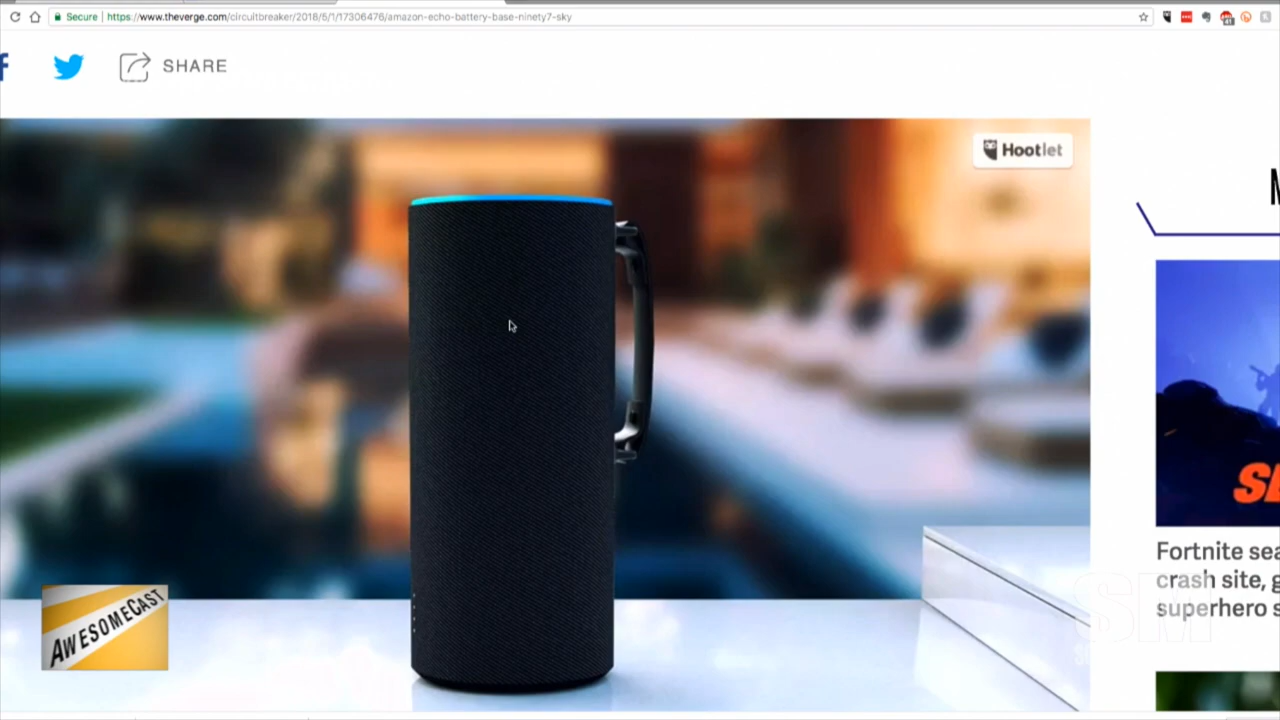 Secure | https://www.theverge.com/circuitbreaker/2018/5/1/17306476/amazon-echo-battery-base-ninety7-sky
SHARE
Hootlet
Fortnite sea
crash site, g
superhero s
AWESOMECAST
SM